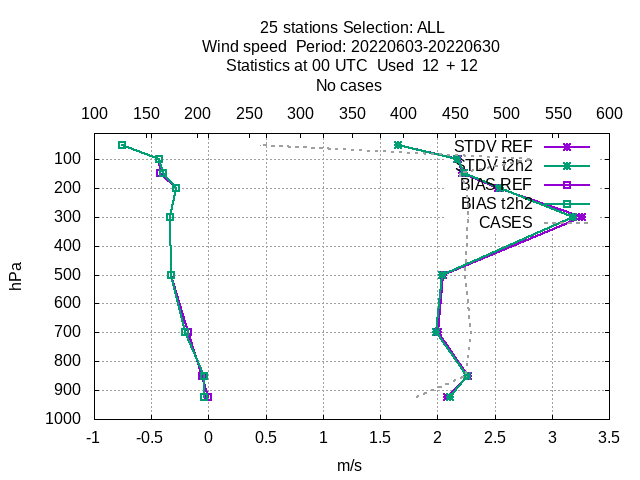 25 stations Selection: ALL
Wind speed  Period: 20220603-20220630
Statistics at 00 UTC  Used  12  + 12
No cases
100 150 200 250 300 350 400 450 500 550 600
STDV REF
STDV t2h2
BIAS REF
BIAS t2h2
CASES
100
200
300
400
500
600
700
800
900
1000
hPa
-1 -0.5 0 0.5 1 1.5 2 2.5 3 3.5
m/s